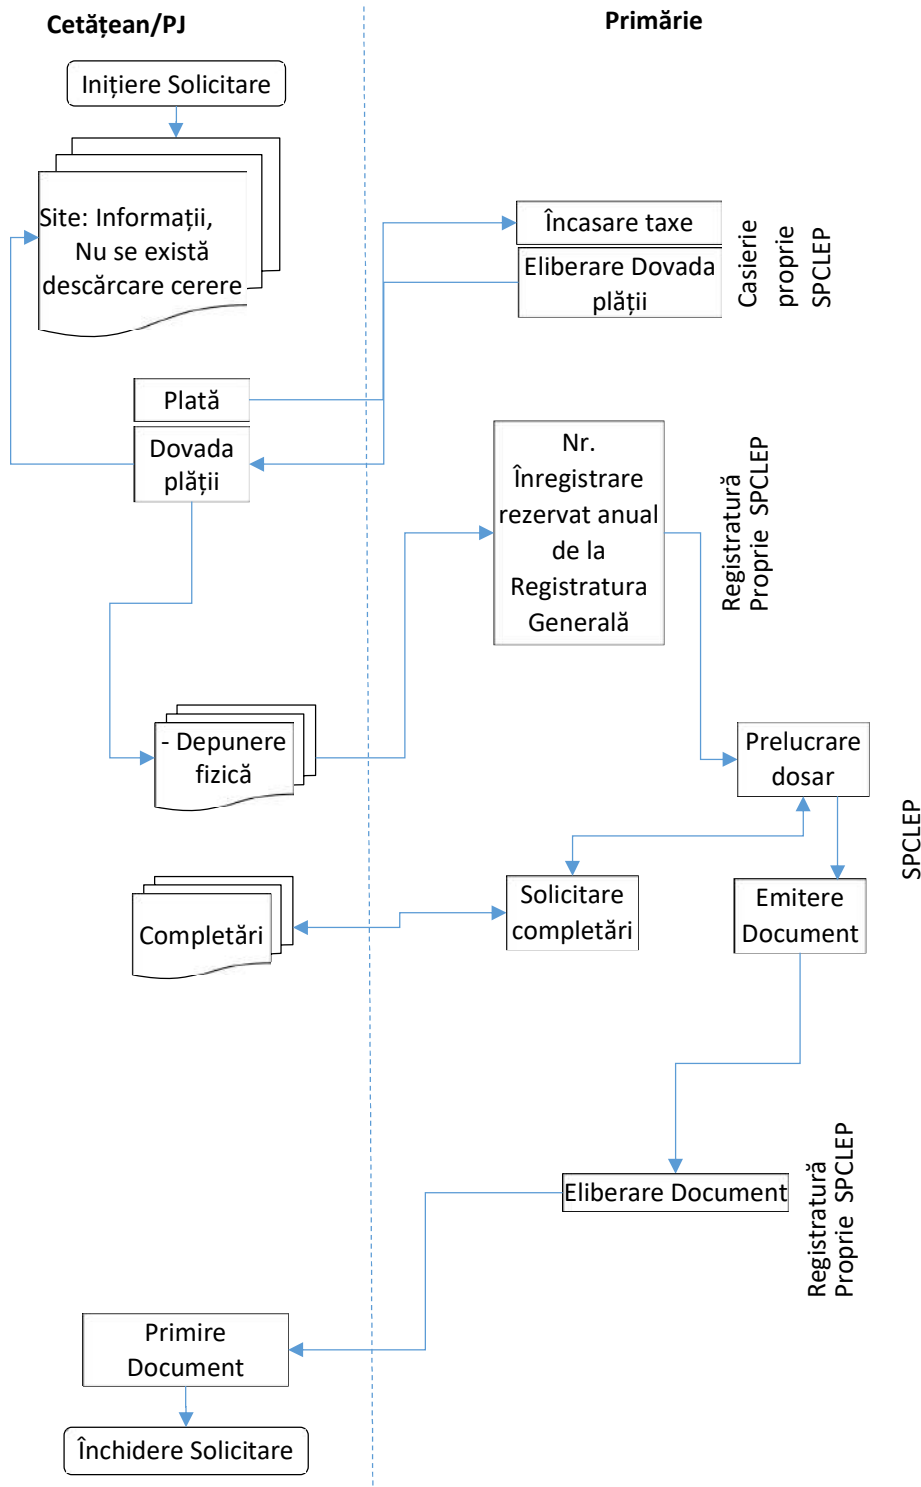 Cetățean/PJ
Primărie
Inițiere Solicitare
Site: Informații,
Nu se există
descărcare cerere
Încasare taxe
Eliberare Dovada
plății
Casierie
proprie
SPCLEP
Plată
Dovada
plății
Nr.
Înregistrare
rezervat anual
de la
Registratura
Generală
Registratură
Proprie SPCLEP
- Depunere
fizică
Prelucrare
dosar
SPCLEP
Completări
Solicitare
completări
Emitere
Document
Eliberare Document
Registratură
Proprie SPCLEP
Primire
Document
Închidere Solicitare